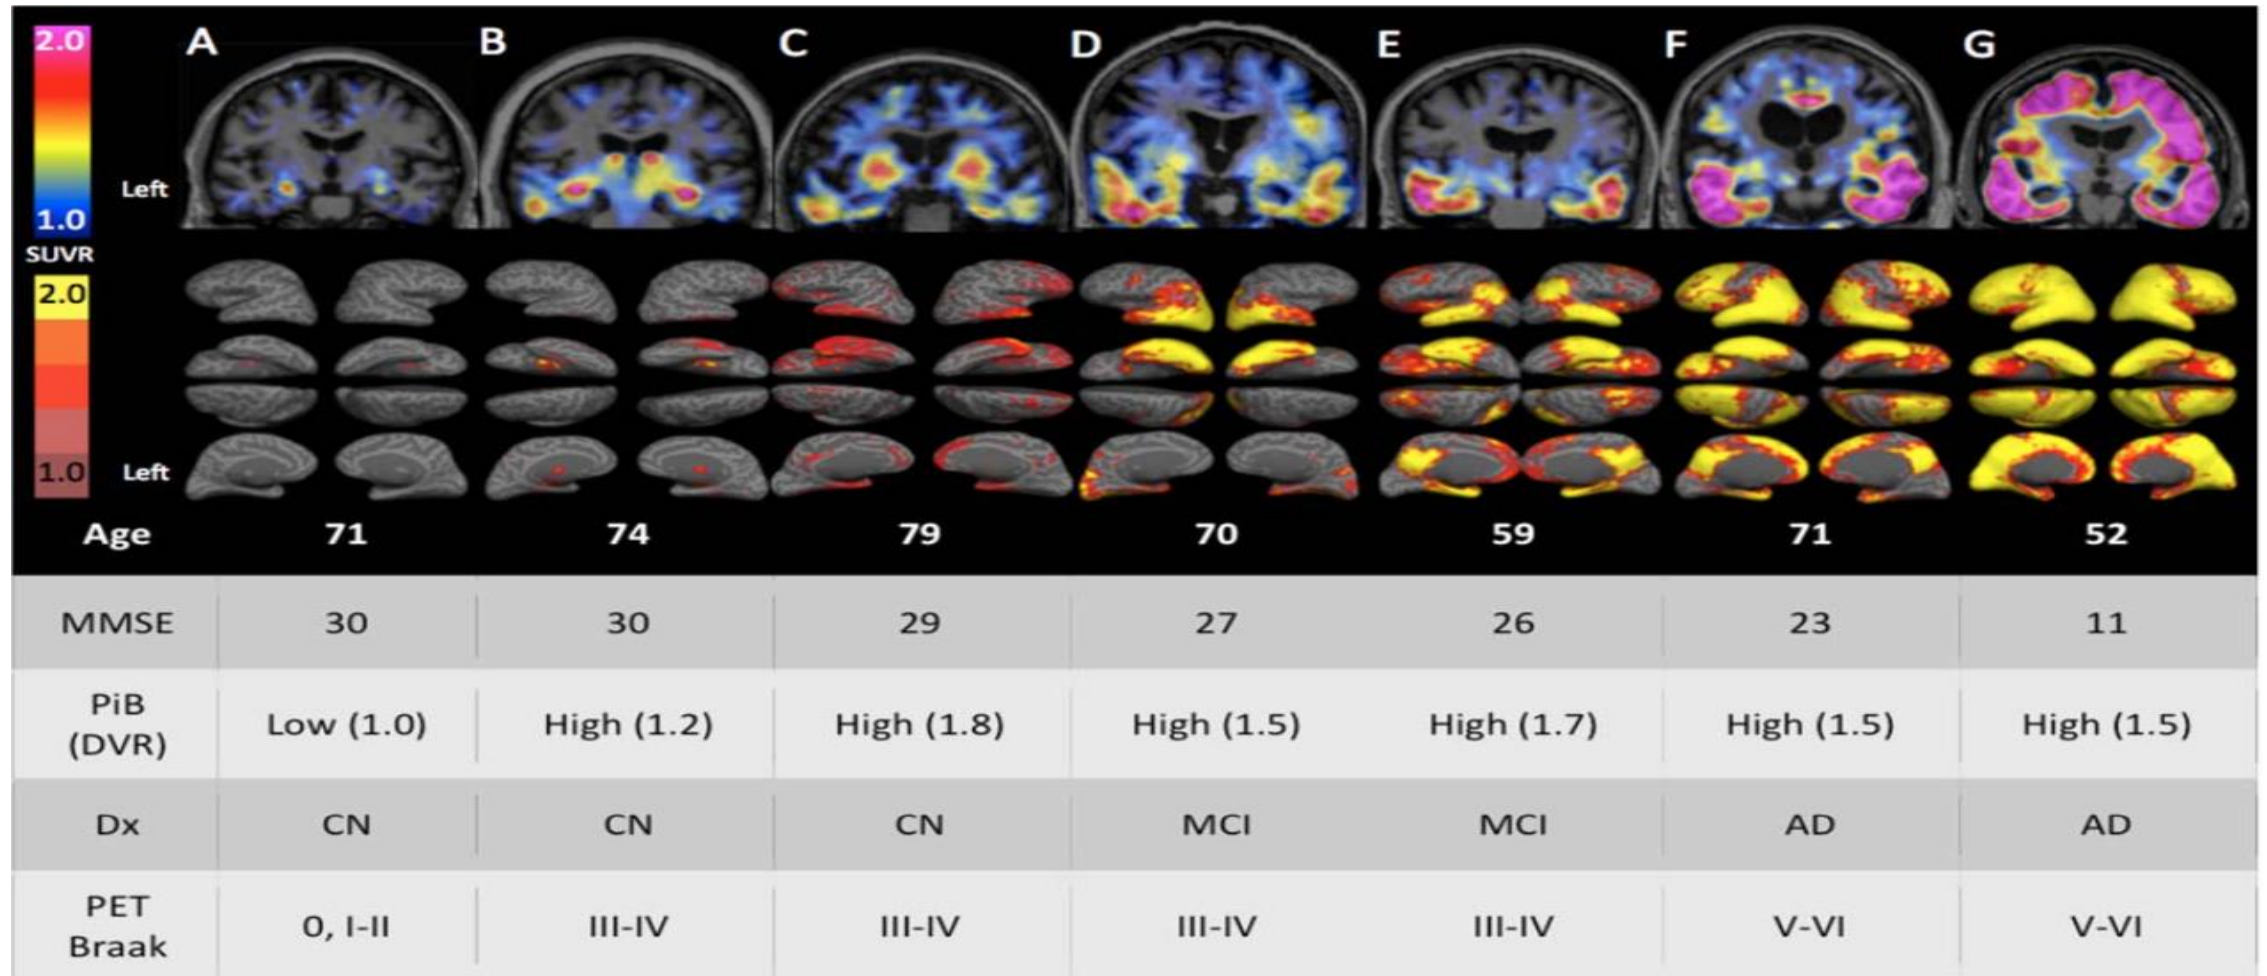 2.0
1.0
SUVR
2.0
1.0
Left
Left
A B C D E F G
Age 71 74 79 70 59 71 52
MMSE 30 30 29 27 26 23 11
PiB
(DVR) Low (1.0) High (1.2) High (1.8) High (1.5) High (1.7) High (1.5) High (1.5)
Dx CN CN CN MCI MCI AD AD
PET
Braak 0, I-II III-IV III-IV III-IV III-IV V-VI V-VI